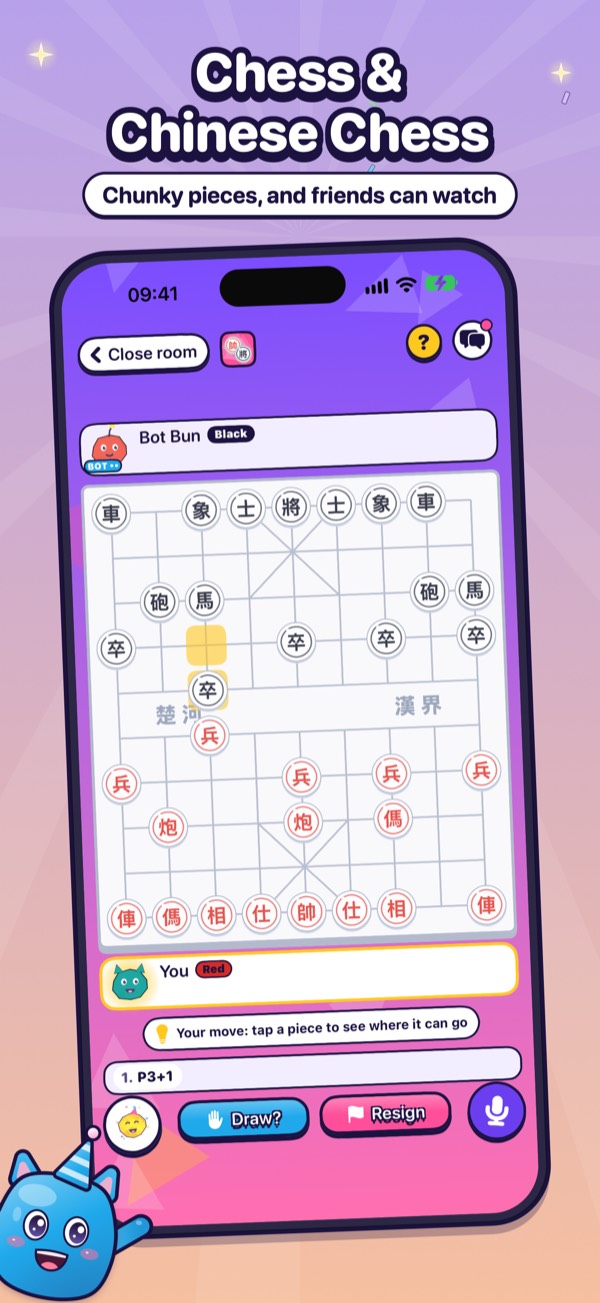 Chess &
Chinese Chess
Chunky pieces, and friends can watch
09:41
Close room
帥
將
?
Bot Bun Black
BOT
車 象 士 將 士 象 車
砲 馬 砲 馬
卒 卒 卒 卒
卒
楚河 漢界
兵
兵 兵 兵 兵
炮 炮 傌
俥 傌 相 仕 帥 仕 相 俥
You Red
Your move: tap a piece to see where it can go
1. P3+1
Draw? Resign